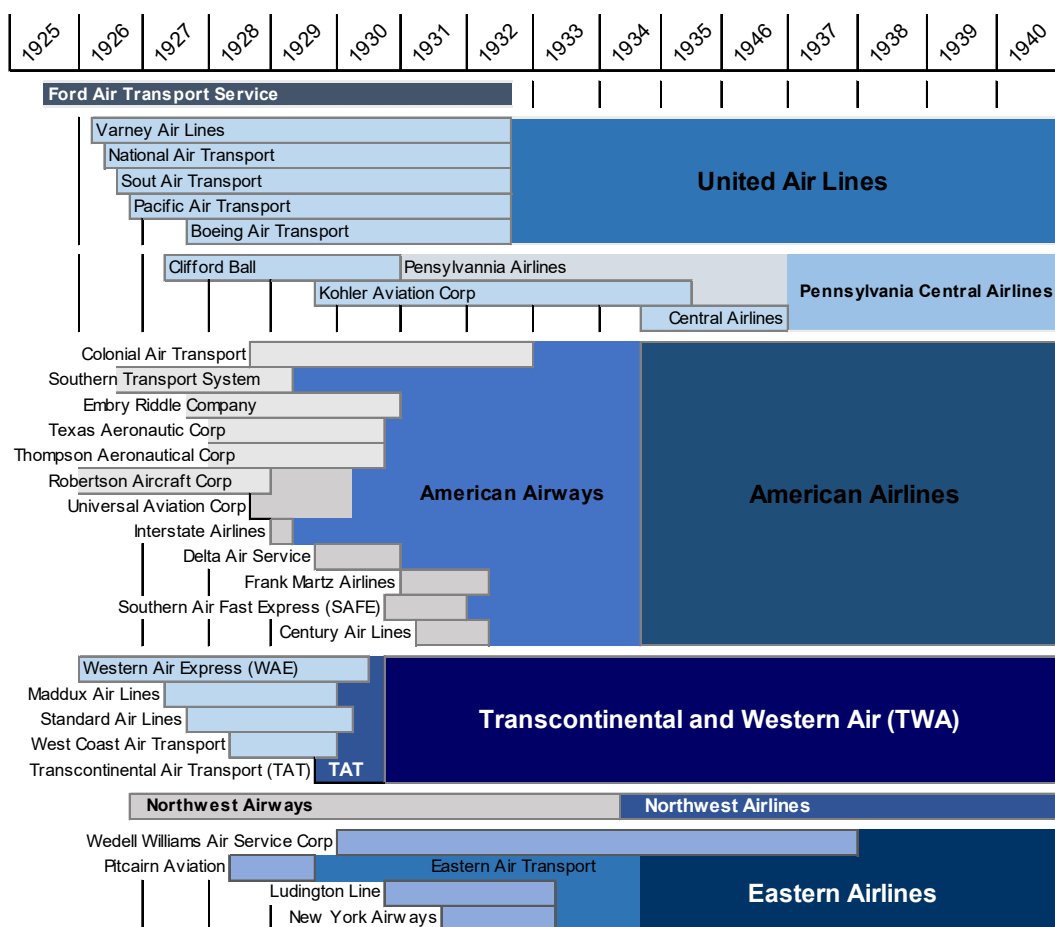 1925 1926 1927 1928 1929 1930 1931 1932 1933 1934 1935 1946 1937 1938 1939 1940
Ford Air Transport Service
Varney Air Lines
National Air Transport
Sout Air Transport
United Air Lines
Pacific Air Transport
Boeing Air Transport
Clifford Ball
Pensylvannia Airlines
Kohler Aviation Corp
Pennsylvania Central Airlines
Central Airlines
Colonial Air Transport
Southern Transport System
Embry Riddle Company
Texas Aeronautic Corp
Thompson Aeronautical Corp
Robertson Aircraft Corp
American Airways
American Airlines
Universal Aviation Corp
Interstate Airlines
Delta Air Service
Frank Martz Airlines
Southern Air Fast Express (SAFE)
Century Air Lines
Western Air Express (WAE)
Maddux Air Lines
Standard Air Lines
Transcontinental and Western Air (TWA)
West Coast Air Transport
Transcontinental Air Transport (TAT)
TAT
Northwest Airways
Northwest Airlines
Wedell Williams Air Service Corp
Pitcairn Aviation
Eastern Air Transport
Ludington Line
Eastern Airlines
New York Airways